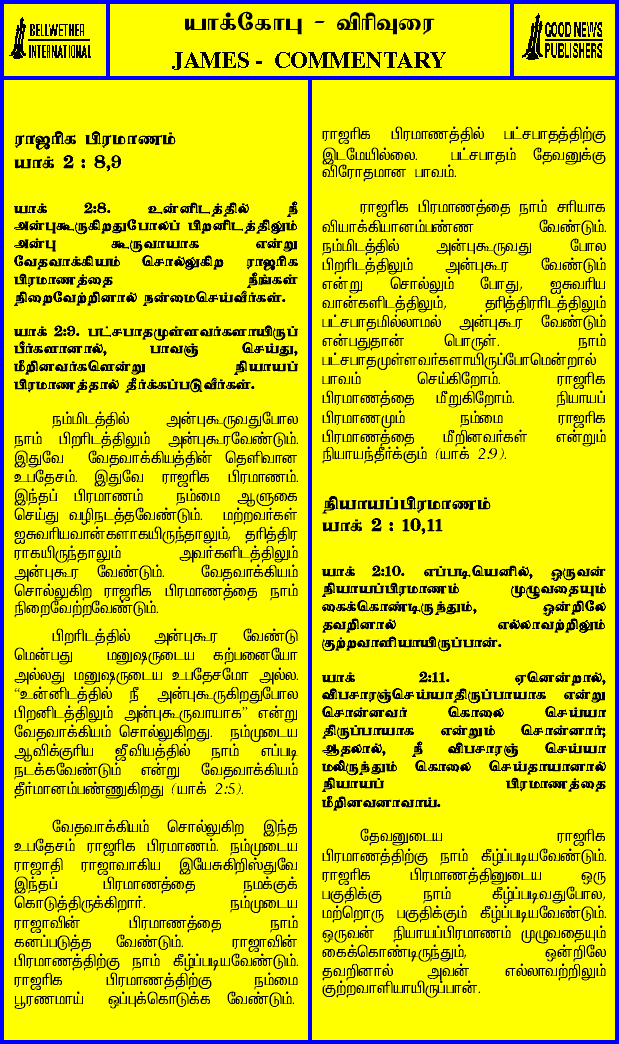 BELLWETHER
INTERNATIONAL
யாக்கோபு - விரிவுரை
JAMES - COMMENTARY
GOOD NEWS
PUBLISHERS
ராஜரிக பிரமாணம்
யாக் 2 : 8,9
யாக் 2:8. உன்னிடத்தில் நீ
அன்புகூருகிறதுபோலப் பிறனிடத்திலும்
அன்பு கூருவாயாக என்று
வேதவாக்கியம் சொல்லுகிற ராஜரிக
பிரமாணத்தை நீங்கள்
நிறைவேற்றினால் நன்மைசெய்வீர்கள்.
யாக் 2:9. பட்சபாதமுள்ளவர்களாயிருப்
பீர்களானால், பாவஞ் செய்து,
மீறினவர்களென்று நியாயப்
பிரமாணத்தால் தீர்க்கப்படுவீர்கள்.
நம்மிடத்தில் அன்புகூருவதுபோல
நாம் பிறரிடத்திலும் அன்புகூரவேண்டும்.
இதுவே வேதவாக்கியத்தின் தெளிவான
உபதேசம். இதுவே ராஜரிக பிரமாணம்.
இந்தப் பிரமாணம் நம்மை ஆளுகை
செய்து வழிநடத்தவேண்டும். மற்றவர்கள்
ஐசுவரியவான்களாகயிருந்தாலும், தரித்திர
ராகயிருந்தாலும் அவர்களிடத்திலும்
அன்புகூர வேண்டும். வேதவாக்கியம்
சொல்லுகிற ராஜரிக பிரமாணத்தை நாம்
நிறைவேற்றவேண்டும்.
பிறரிடத்தில் அன்புகூர வேண்டு
மென்பது மனுஷருடைய கற்பனையோ
அல்லது மனுஷருடைய உபதேசமோ அல்ல.
“உன்னிடத்தில் நீ அன்புகூருகிறதுபோல
பிறனிடத்திலும் அன்புகூருவாயாக” என்று
வேதவாக்கியம் சொல்லுகிறது. நம்முடைய
ஆவிக்குரிய ஜீவியத்தில் நாம் எப்படி
நடக்கவேண்டும் என்று வேதவாக்கியம்
தீர்மானம்பண்ணுகிறது (யாக் 2:5).
வேதவாக்கியம் சொல்லுகிற இந்த
உபதேசம் ராஜரிக பிரமாணம். நம்முடைய
ராஜாதி ராஜாவாகிய இயேசுகிறிஸ்துவே
இந்தப் பிரமாணத்தை நமக்குக்
கொடுத்திருக்கிறார். நம்முடைய
ராஜாவின் பிரமாணத்தை நாம்
கனப்படுத்த வேண்டும். ராஜாவின்
பிரமாணத்திற்கு நாம் கீழ்ப்படியவேண்டும்.
ராஜரிக பிரமாணத்திற்கு நம்மை
பூரணமாய் ஒப்புக்கொடுக்க வேண்டும்.
ராஜரிக பிரமாணத்தில் பட்சபாதத்திற்கு
இடமேயில்லை. பட்சபாதம் தேவனுக்கு
விரோதமான பாவம்.
ராஜரிக பிரமாணத்தை நாம் சரியாக
வியாக்கியானம்பண்ண வேண்டும்.
நம்மிடத்தில் அன்புகூருவது போல
பிறரிடத்திலும் அன்புகூர வேண்டும்
என்று சொல்லும் போது, ஐசுவரிய
வான்களிடத்திலும், தரித்திரரிடத்திலும்
பட்சபாதமில்லாமல் அன்புகூர வேண்டும்
என்பதுதான் பொருள். நாம்
பட்சபாதமுள்ளவர்களாயிருப்போமென்றால்
பாவம் செய்கிறோம். ராஜரிக
பிரமாணத்தை மீறுகிறோம். நியாயப்
பிரமாணமும் நம்மை ராஜரிக
பிரமாணத்தை மீறினவர்கள் என்றும்
நியாயந்தீர்க்கும் (யாக் 2:9).
நியாயப்பிரமாணம்
யாக் 2 : 10,11
யாக் 2:10. எப்படியெனில், ஒருவன்
நியாயப்பிரமாணம் முழுவதையும்
கைக்கொண்டிருந்தும், ஒன்றிலே
தவறினால் எல்லாவற்றிலும்
குற்றவாளியாயிருப்பான்.
யாக் 2:11. ஏனென்றால்,
விபசாரஞ்செய்யாதிருப்பாயாக என்று
சொன்னவர் கொலை செய்யா
திருப்பாயாக என்றும் சொன்னார்;
ஆதலால், நீ விபசாரஞ் செய்யா
மலிருந்தும் கொலை செய்தாயானால்
நியாயப் பிரமாணத்தை
மீறினவனாவாய்.
தேவனுடைய ராஜரிக
பிரமாணத்திற்கு நாம் கீழ்ப்படியவேண்டும்.
ராஜரிக பிரமாணத்தினுடைய ஒரு
பகுதிக்கு நாம் கீழ்ப்படிவதுபோல,
மற்றொரு பகுதிக்கும் கீழ்ப்படியவேண்டும்.
ஒருவன் நியாயப்பிரமாணம் முழுவதையும்
கைக்கொண்டிருந்தும், ஒன்றிலே
தவறினால் அவன் எல்லாவற்றிலும்
குற்றவாளியாயிருப்பான்.